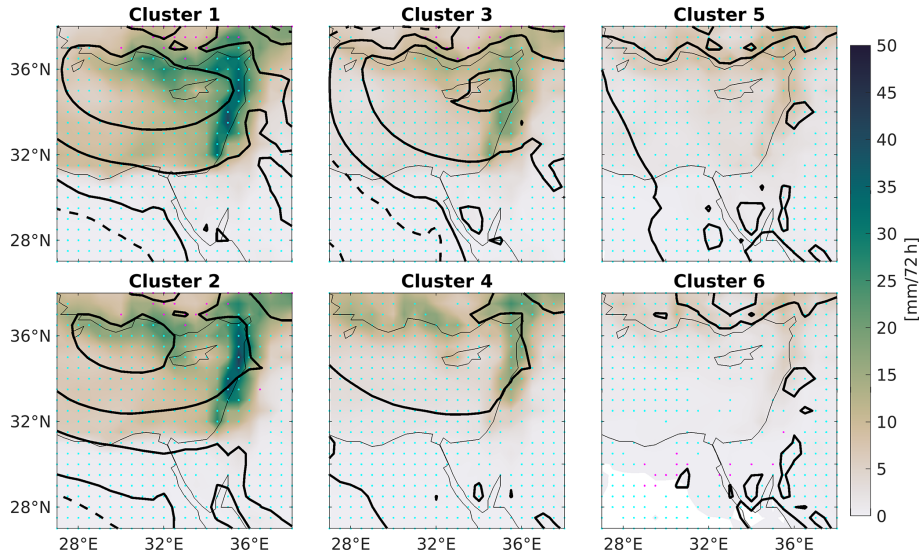 Cluster 1
Cluster 3
Cluster 5
36°N
32°N
28°N
Cluster 2
Cluster 4
Cluster 6
36°N
32°N
28°N
28°E 32°E 36°E
28°E 32°E 36°E
28°E 32°E 36°E
50
45
40
35
30
25
20
15
10
5
0
[mm/72 h]